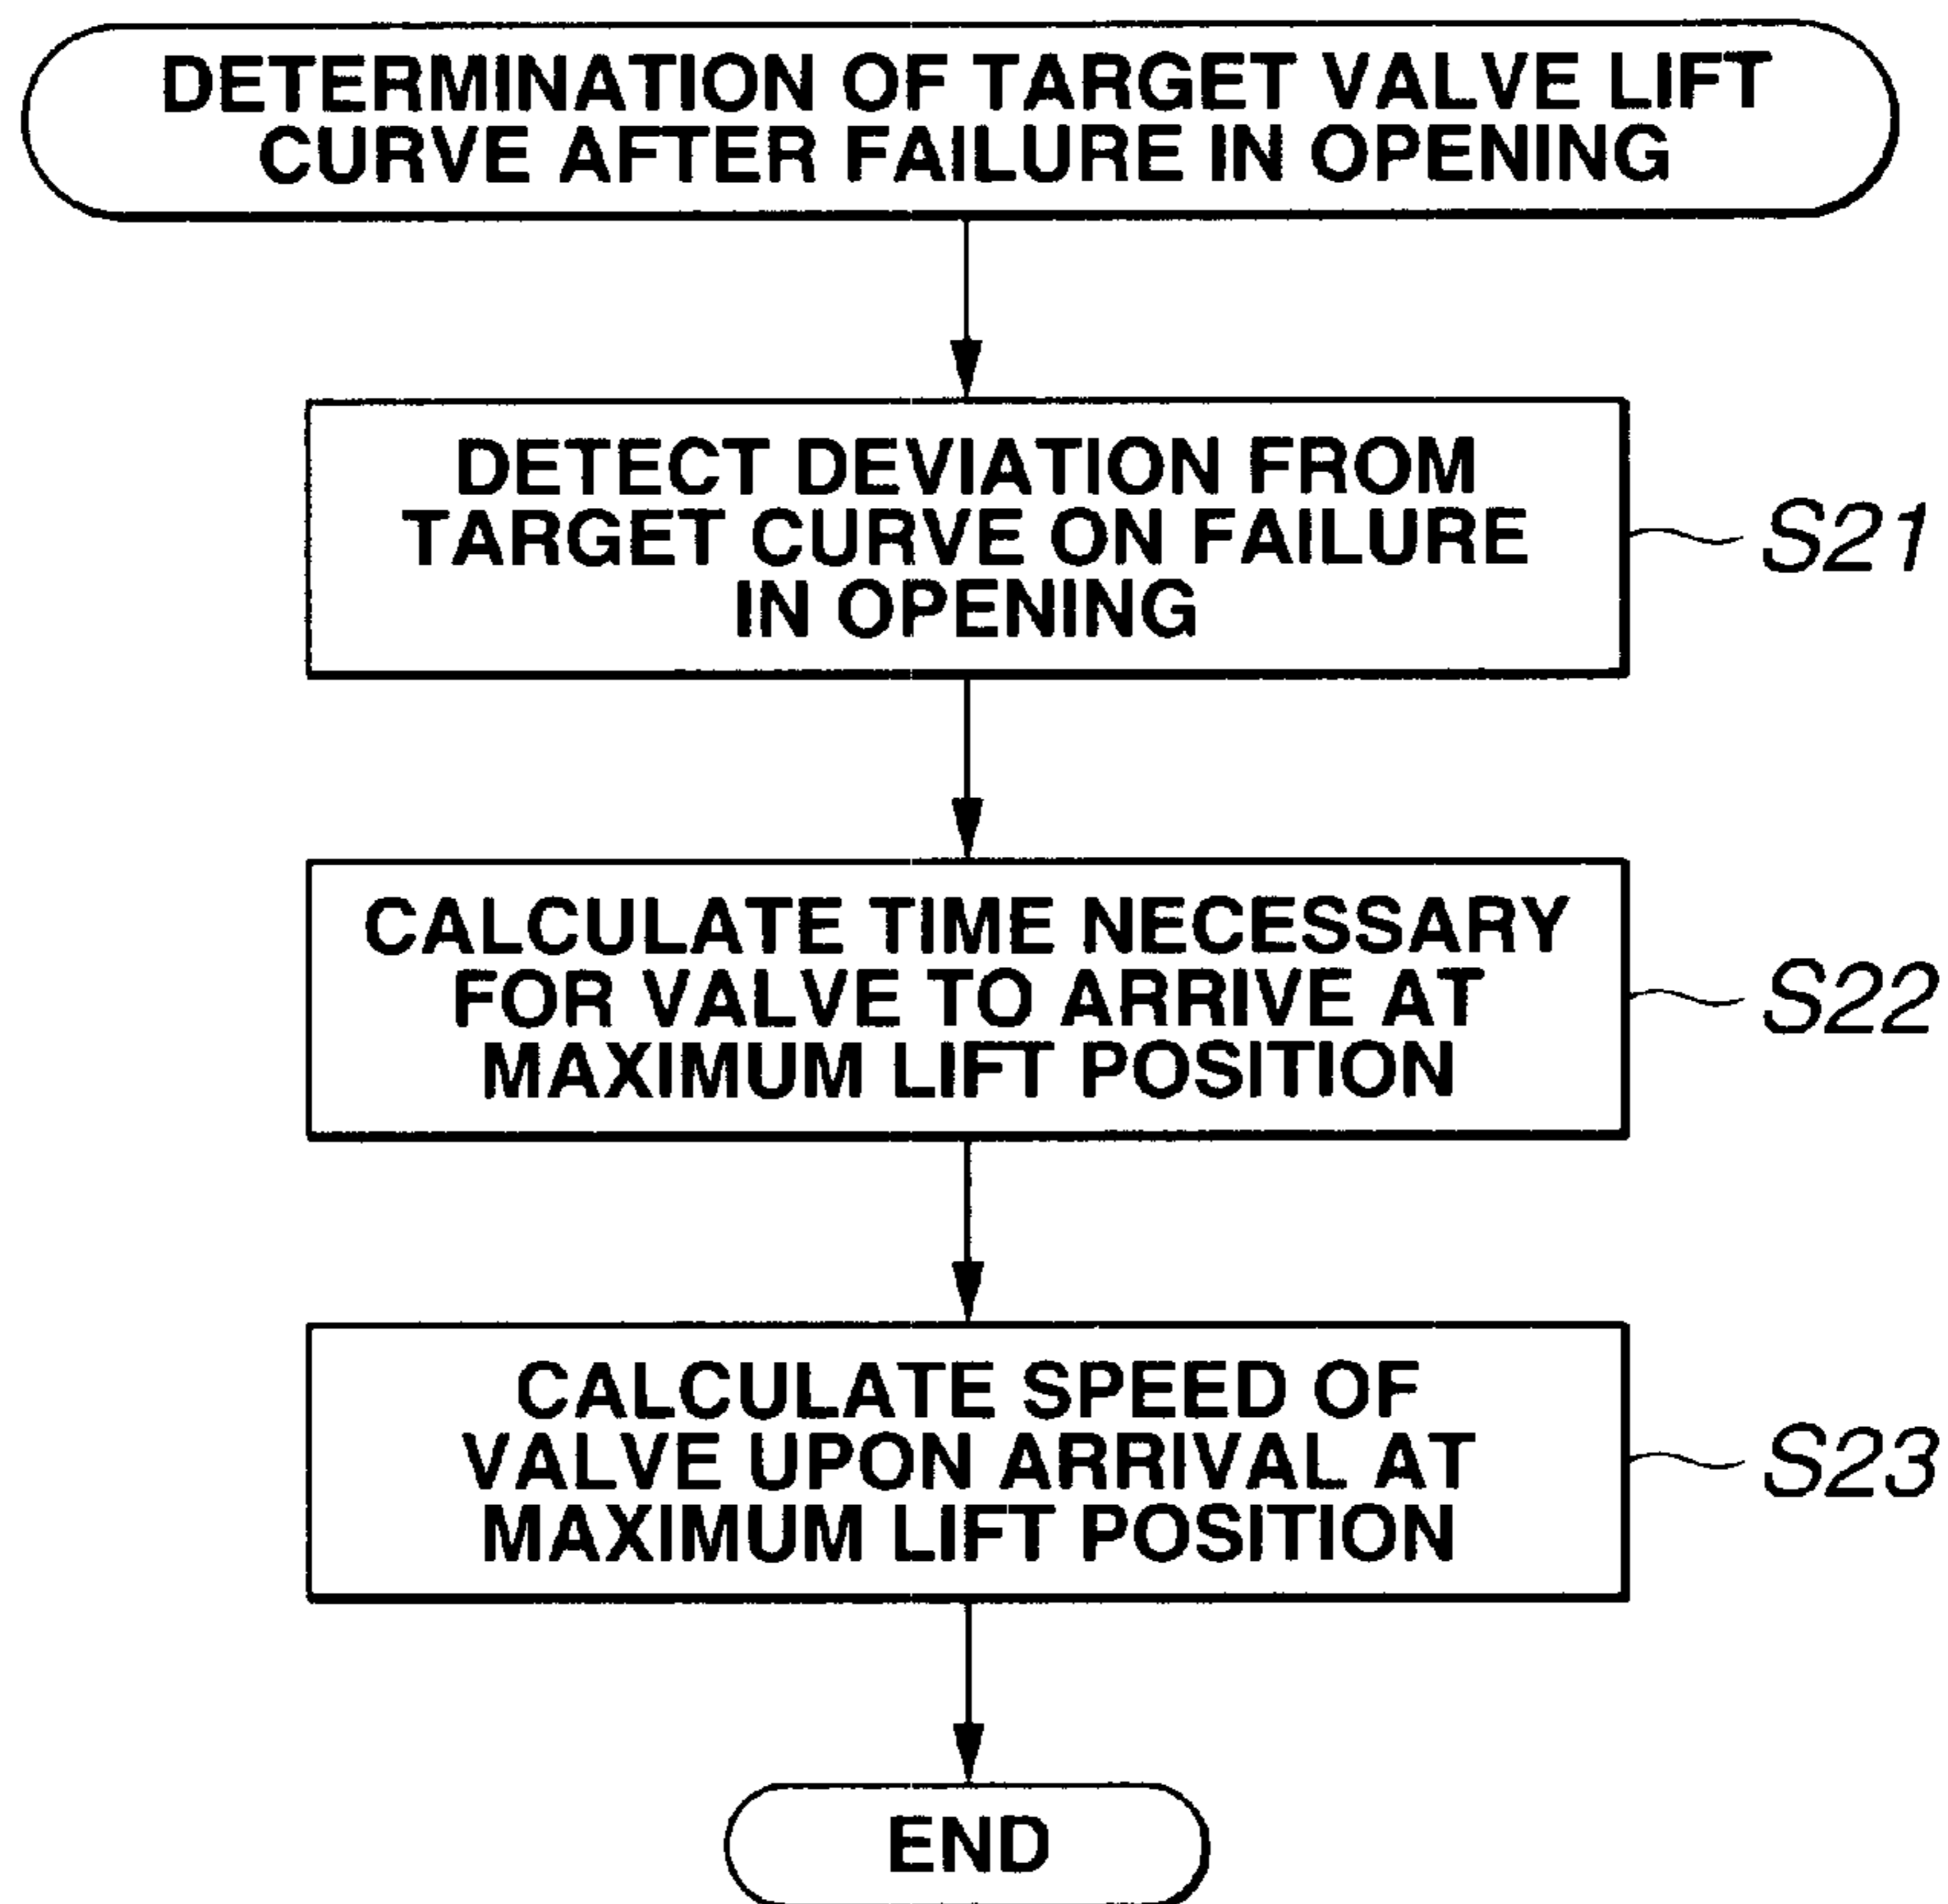 DETERMINATION OF TARGET VALVE LIFT
CURVE AFTER FAILURE IN OPENING
DETECT DEVIATION FROM
TARGET CURVE ON FAILURE
IN OPENING
S21
CALCULATE TIME NECESSARY
FOR VALVE TO ARRIVE AT
MAXIMUM LIFT POSITION
S22
CALCULATE SPEED OF
VALVE UPON ARRIVAL AT
MAXIMUM LIFT POSITION
S23
END